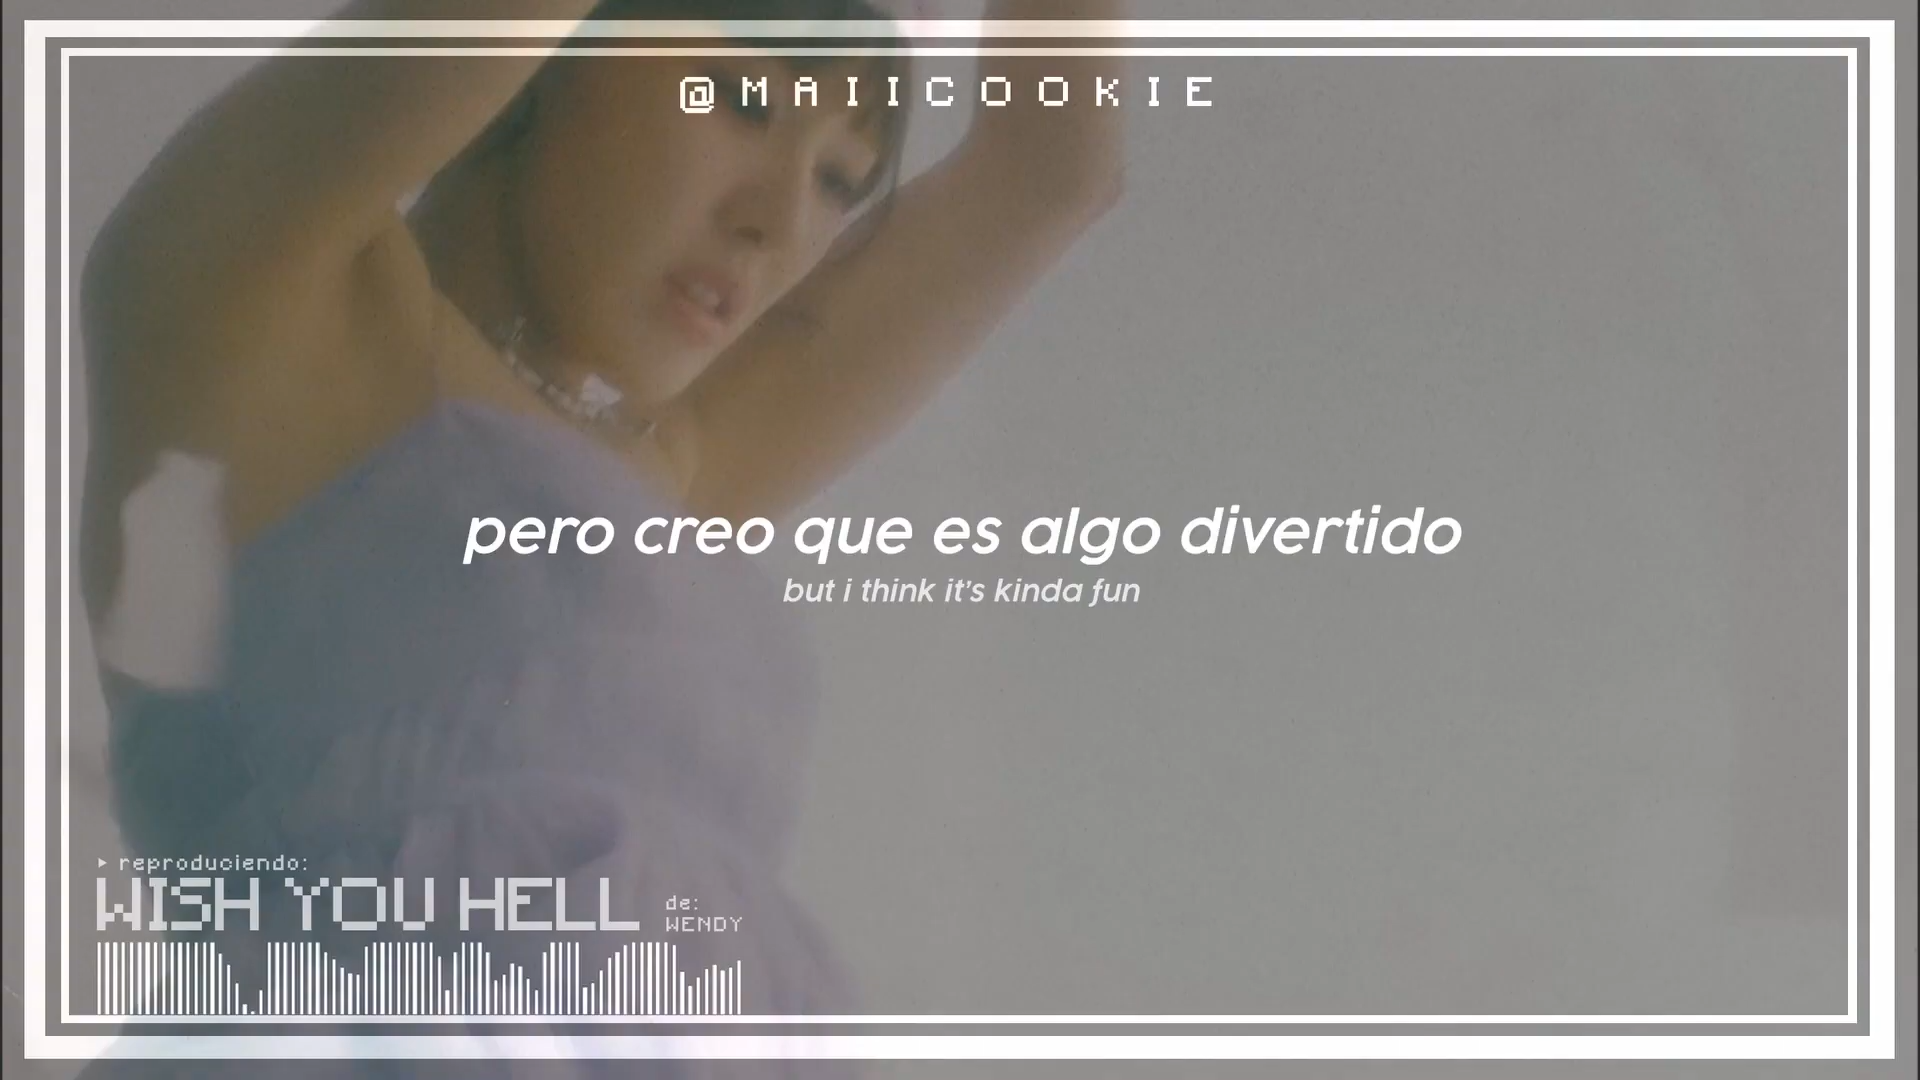 @MAIICOOKIE
pero creo que es algo divertido
but i think it's kinda fun
▸ reproduciendo:
WISH YOU HELL
de:
WENDY